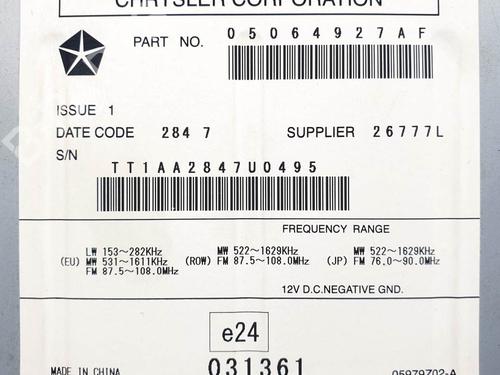 CHRYSLER CORPORATION
PART NO. 05064927AF
ISSUE 1
DATE CODE 284 7 SUPPLIER 26777L
S/N
TT1AA2847U0495
FREQUENCY RANGE
LW 153~282KHz MW 522~1629KHz MW 522~1629KHz
(EU) MW 531~1611KHz (ROW) FM 87.5~108.0MHz (JP) FM 76.0~90.0MHz
FM 87.5~108.0MHz
12V D.C.NEGATIVE GND.
e24
031361
MADE IN CHINA 05979702-A